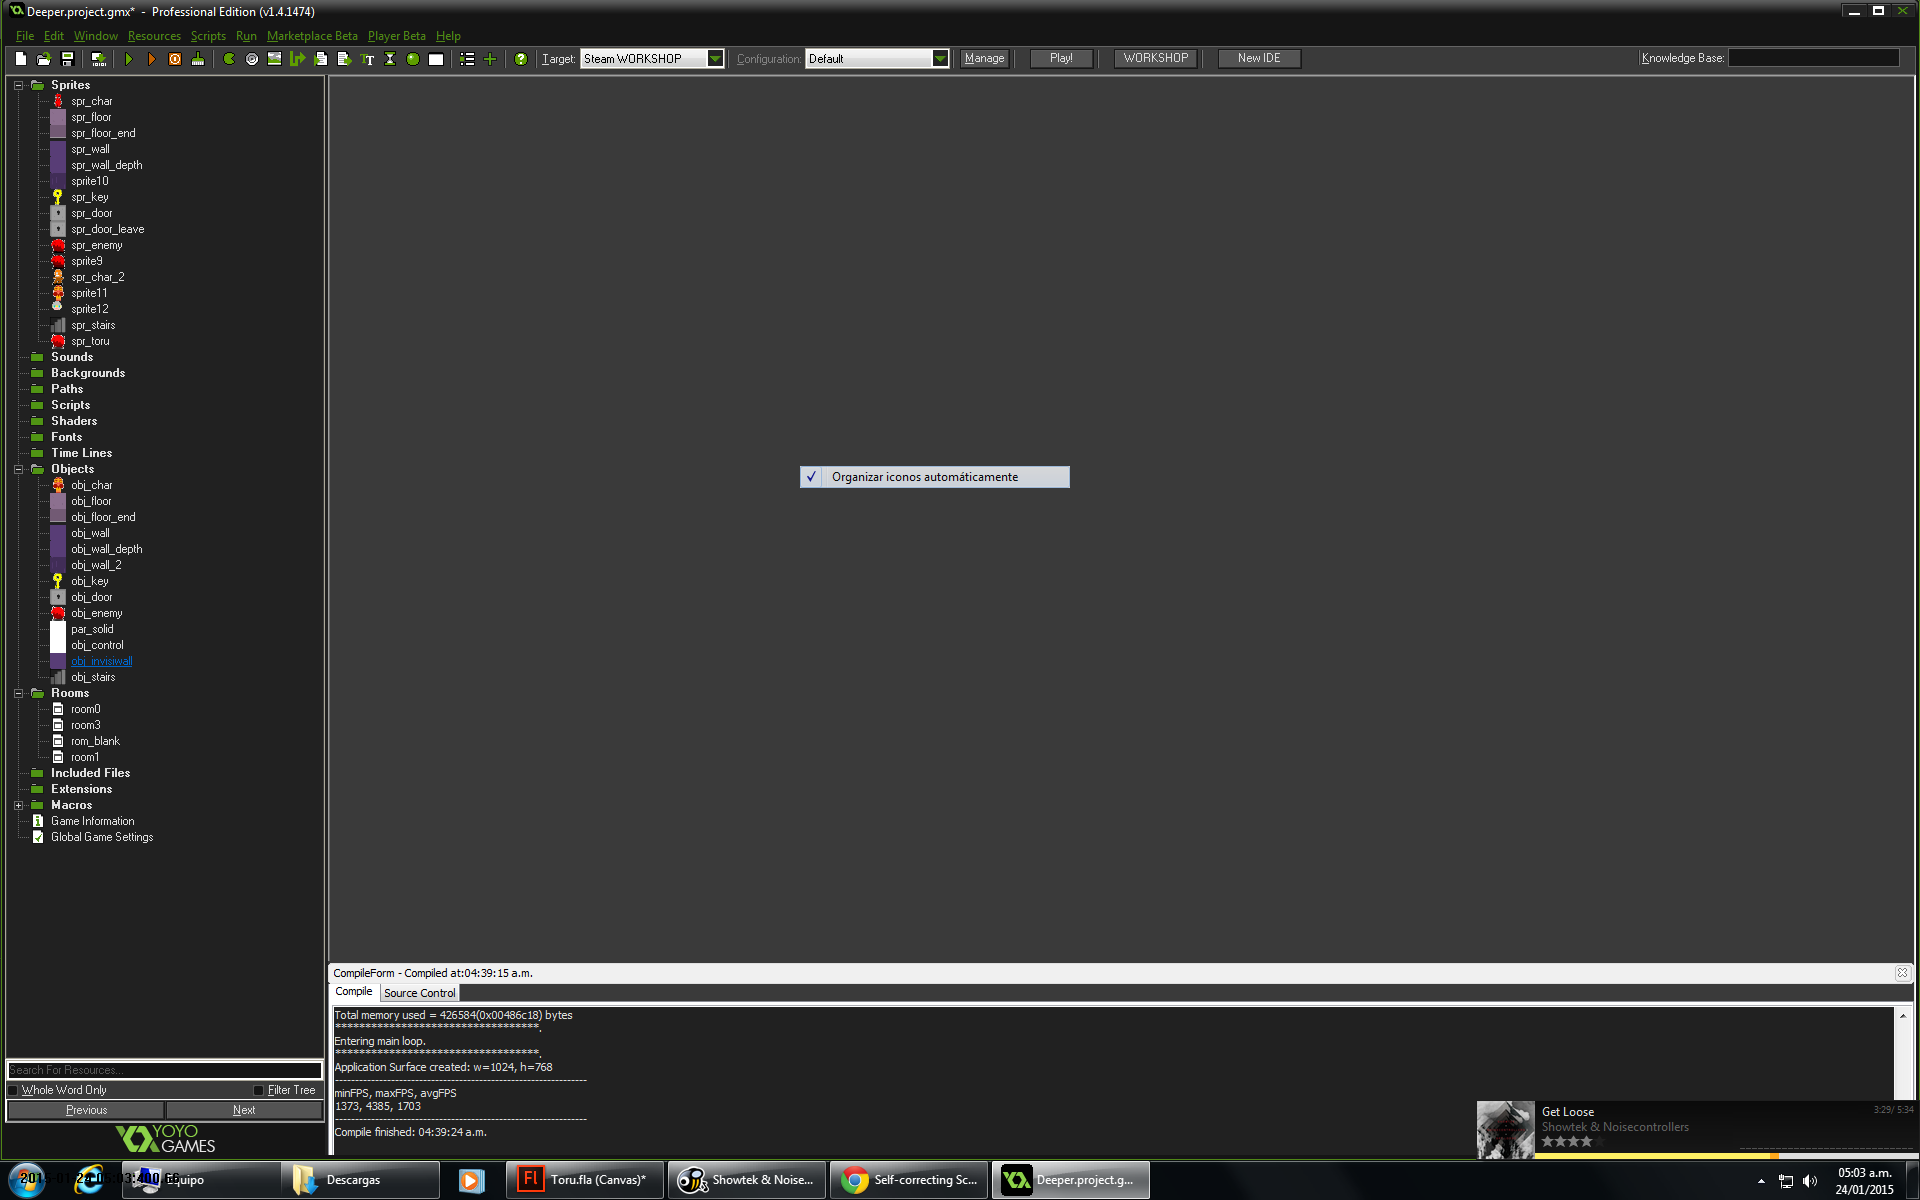 Deeper.project.gmx* - Professional Edition (v1.4.1474)
File Edit Window Resources Scripts Run Marketplace Beta Player Beta Help
Target: Steam WORKSHOP Configuration: Default Manage Play! WORKSHOP New IDE Knowledge Base:
Sprites
spr_char
spr_floor
spr_floor_end
spr_wall
spr_wall_depth
sprite10
spr_key
spr_door
spr_door_leave
spr_enemy
sprite9
spr_char_2
sprite11
sprite12
spr_stairs
spr_toru
Sounds
Backgrounds
Paths
Scripts
Shaders
Fonts
Time Lines
Objects
obj_char
obj_floor
obj_floor_end
obj_wall
obj_wall_depth
obj_wall_2
obj_key
obj_door
obj_enemy
par_solid
obj_control
obj_invisiwall
obj_stairs
Rooms
room0
room3
rom_blank
room1
Included Files
Extensions
Macros
Game Information
Global Game Settings
Search For Resources...
Whole Word Only Filter Tree
Previous Next
YOYO
GAMES
Organizar iconos automáticamente
CompileForm - Compiled at:04:39:15 a.m.
Compile Source Control
Total memory used = 426584(0x00486c18) bytes
***********************************.
Entering main loop.
***********************************.
Application Surface created: w=1024, h=768
---------------------------------------------------------------
minFPS, maxFPS, avgFPS
1373, 4385, 1703
---------------------------------------------------------------
Compile finished: 04:39:24 a.m.
Get Loose 3:29/ 5:34
Showtek & Noisecontrollers
Equipo Descargas Toru.fla (Canvas)* Showtek & Noise... Self-correcting Sc... Deeper.project.g...
05:03 a.m.
24/01/2015